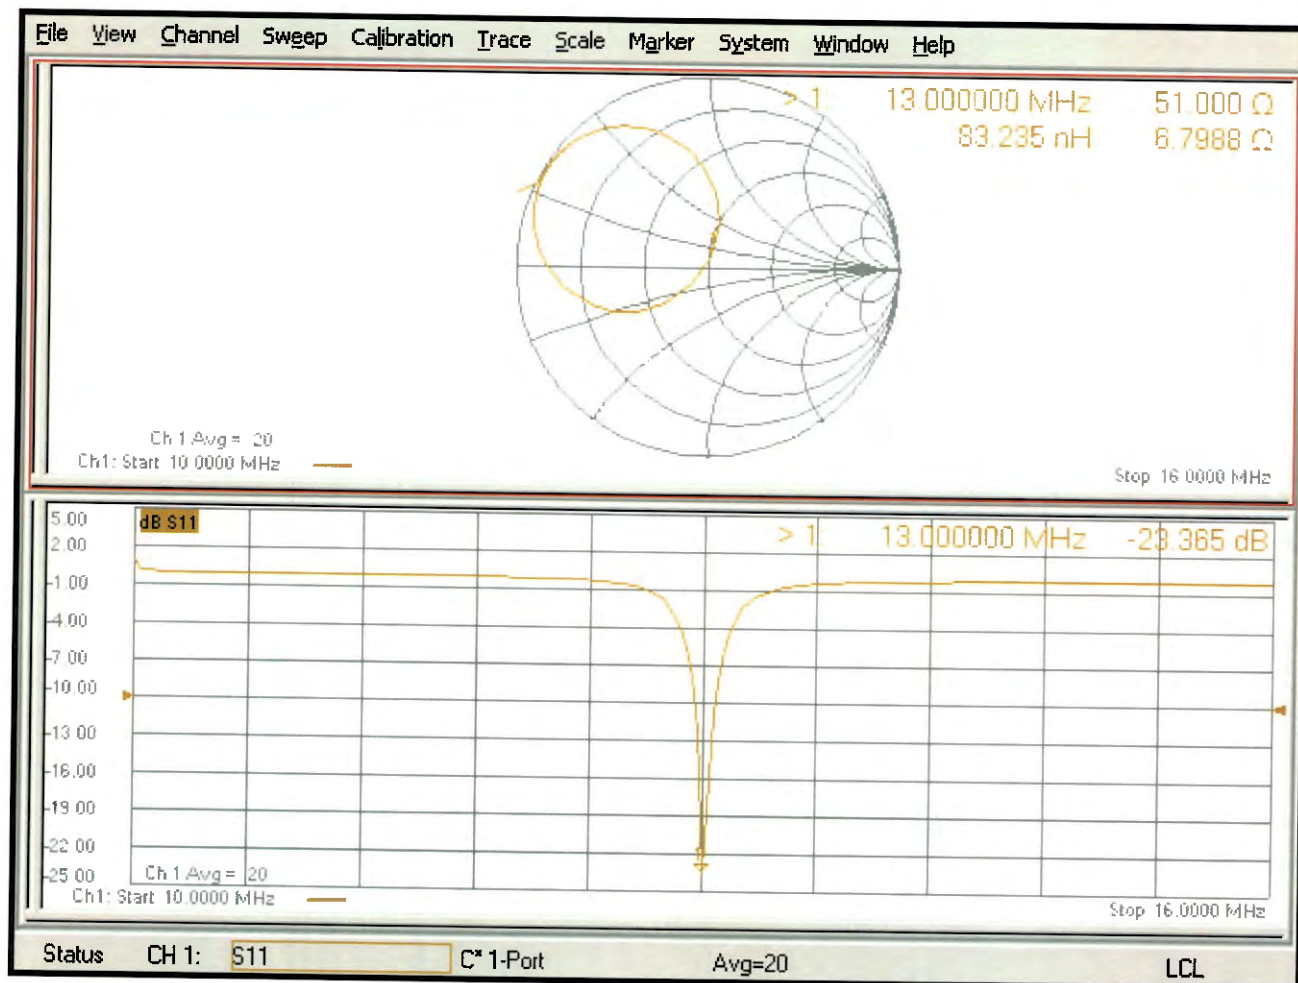 File View Channel Sweep Calibration Trace Scale Marker System Window Help
> 1: 13.000000 MHz 51.000 Ω
83.235 nH 6.7988 Ω
Ch 1 Avg = 20
Ch1: Start 10.0000 MHz
Stop 16.0000 MHz
dB S11
> 1: 13.000000 MHz -23.365 dB
5.00
2.00
-1.00
-4.00
-7.00
-10.00
-13.00
-16.00
-19.00
-22.00
-25.00
1
Ch 1 Avg = 20
Ch1: Start 10.0000 MHz
Stop 16.0000 MHz
Status CH 1: S11 C* 1-Port Avg=20 LCL